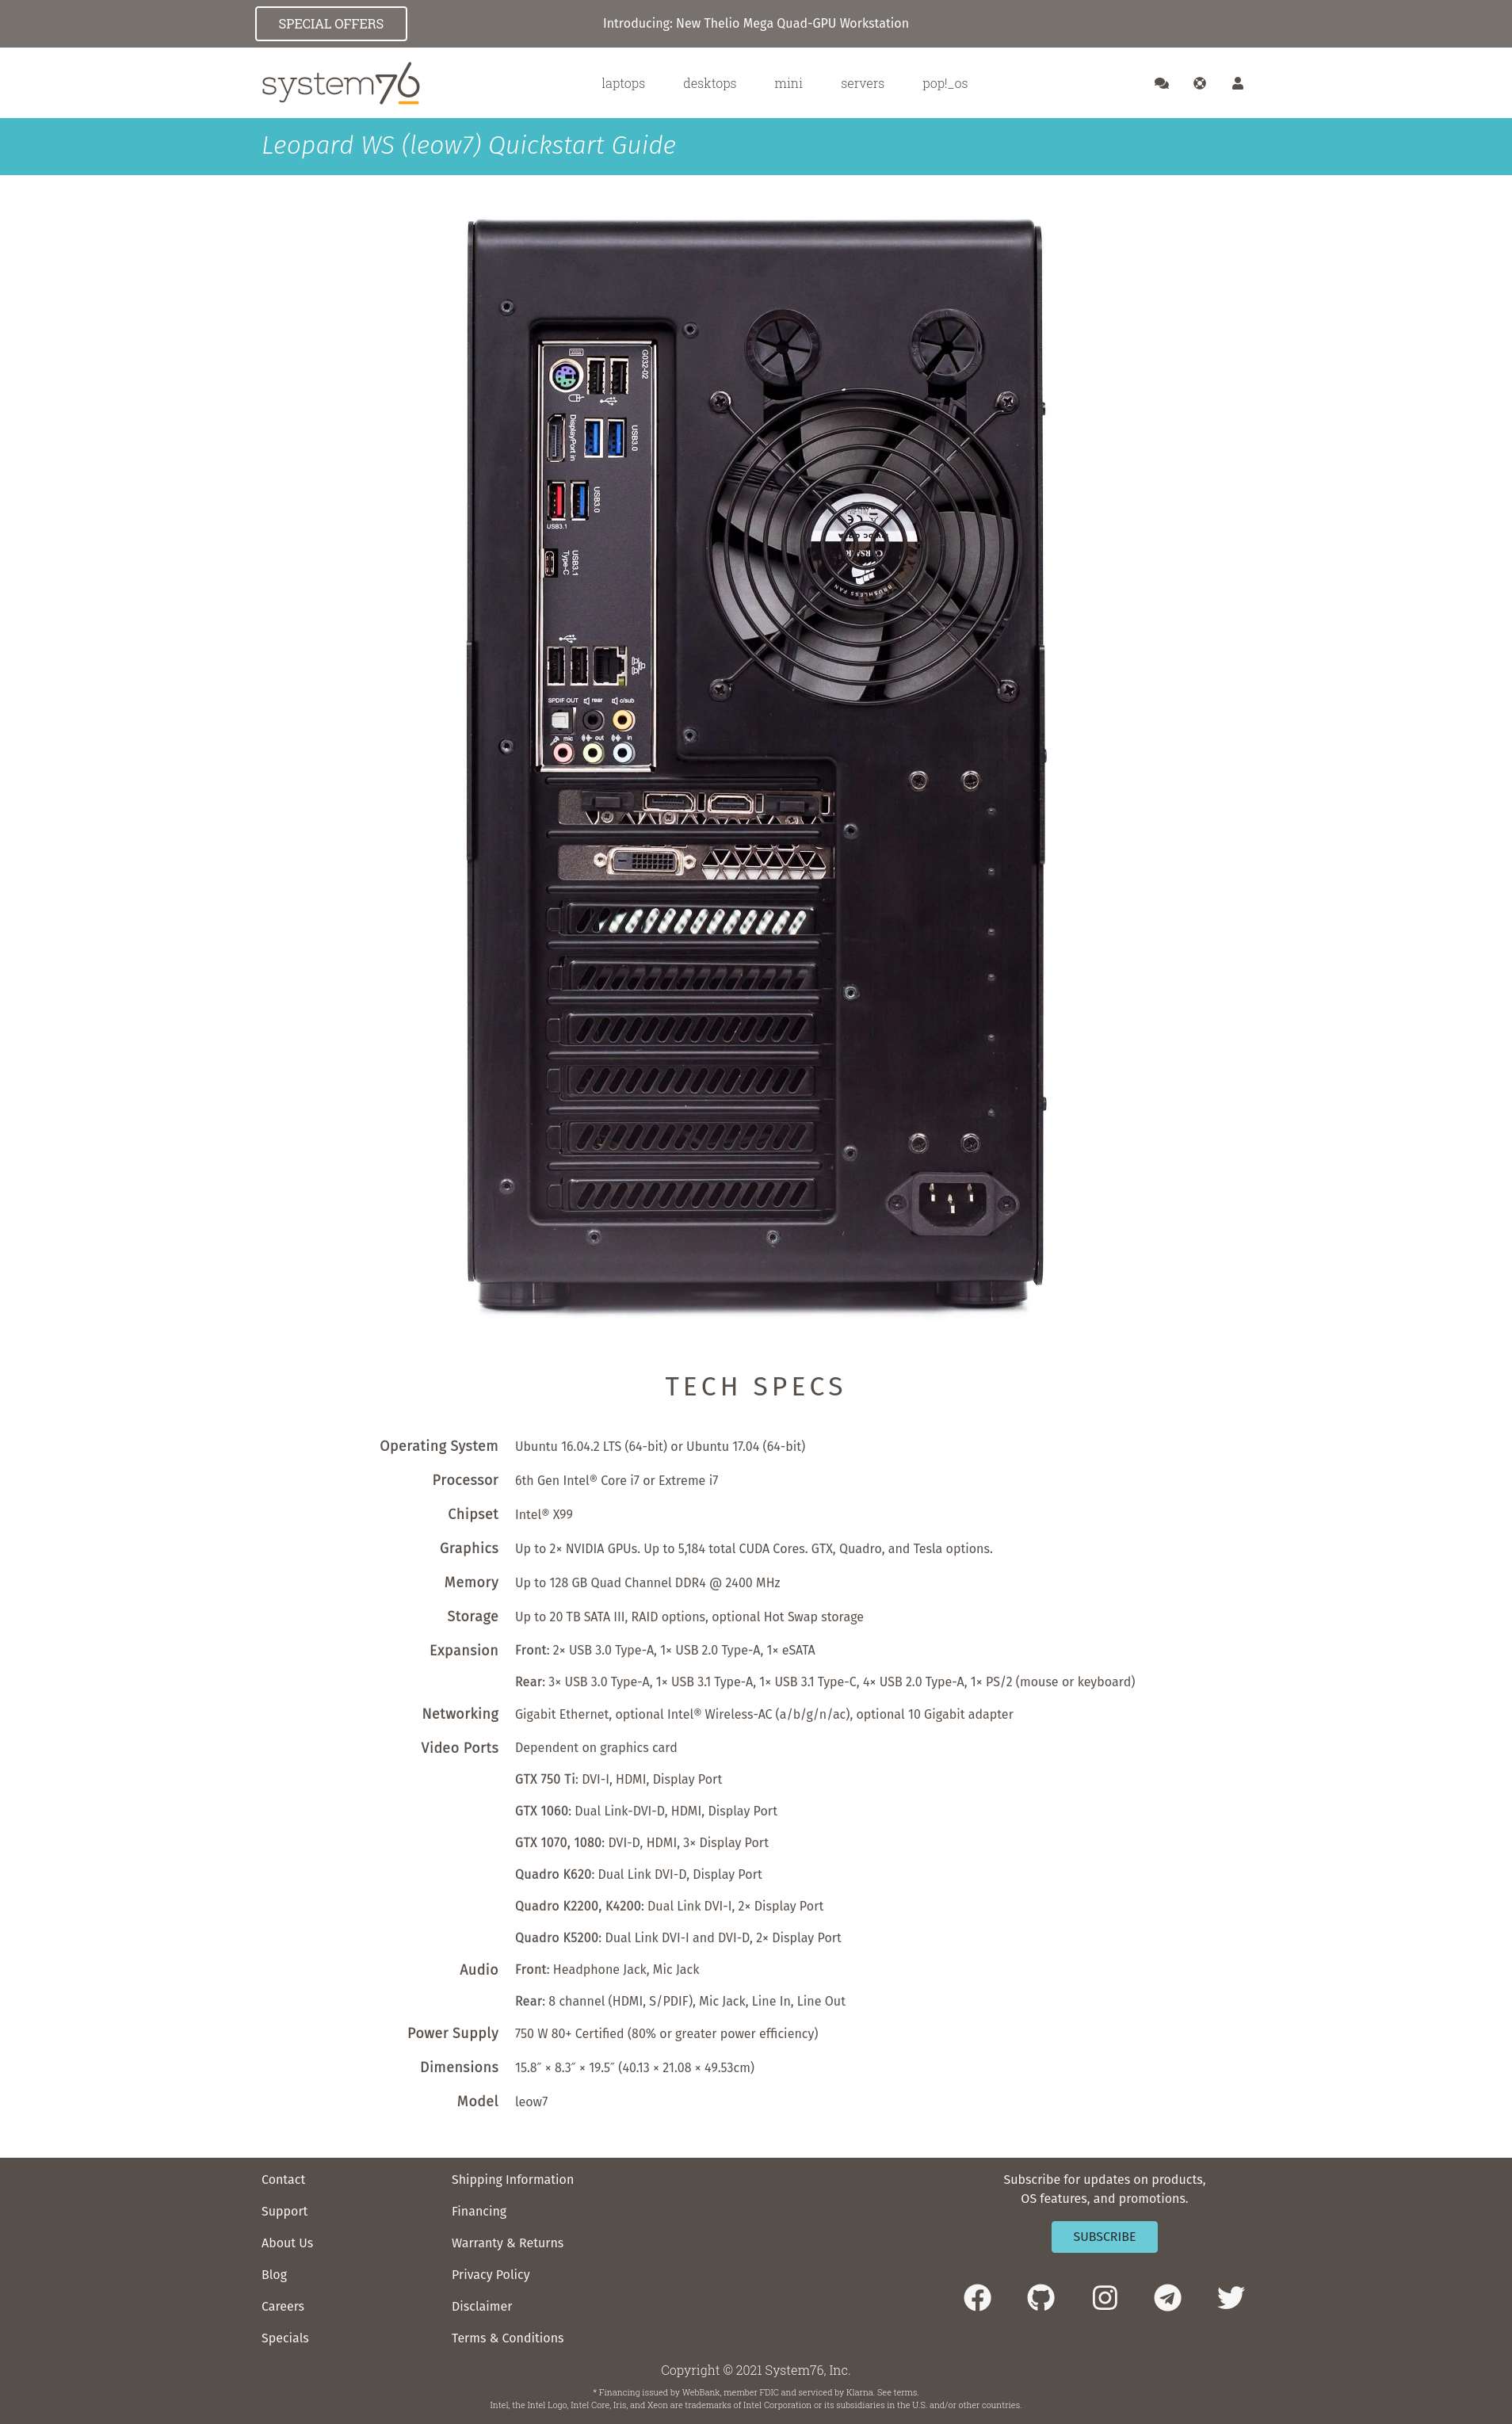 SPECIAL OFFERS
Introducing: New Thelio Mega Quad-GPU Workstation
system76
laptops
desktops
mini
servers
pop!_os
Leopard WS (leow7) Quickstart Guide
G032-02
DisplayPort in
USB3.0
USB3.0
USB3.1
USB3.1
Type-C
SPDIF OUT
rear
c/sub
mic
out
in
BRUSHLESS FAN
TECH SPECS
Operating System Ubuntu 16.04.2 LTS (64-bit) or Ubuntu 17.04 (64-bit)
Processor 6th Gen Intel® Core i7 or Extreme i7
Chipset Intel® X99
Graphics Up to 2× NVIDIA GPUs. Up to 5,184 total CUDA Cores. GTX, Quadro, and Tesla options.
Memory Up to 128 GB Quad Channel DDR4 @ 2400 MHz
Storage Up to 20 TB SATA III, RAID options, optional Hot Swap storage
Expansion Front: 2× USB 3.0 Type-A, 1× USB 2.0 Type-A, 1× eSATA
Rear: 3× USB 3.0 Type-A, 1× USB 3.1 Type-A, 1× USB 3.1 Type-C, 4× USB 2.0 Type-A, 1× PS/2 (mouse or keyboard)
Networking Gigabit Ethernet, optional Intel® Wireless-AC (a/b/g/n/ac), optional 10 Gigabit adapter
Video Ports Dependent on graphics card
GTX 750 Ti: DVI-I, HDMI, Display Port
GTX 1060: Dual Link-DVI-D, HDMI, Display Port
GTX 1070, 1080: DVI-D, HDMI, 3× Display Port
Quadro K620: Dual Link DVI-D, Display Port
Quadro K2200, K4200: Dual Link DVI-I, 2× Display Port
Quadro K5200: Dual Link DVI-I and DVI-D, 2× Display Port
Audio Front: Headphone Jack, Mic Jack
Rear: 8 channel (HDMI, S/PDIF), Mic Jack, Line In, Line Out
Power Supply 750 W 80+ Certified (80% or greater power efficiency)
Dimensions 15.8″ × 8.3″ × 19.5″ (40.13 × 21.08 × 49.53cm)
Model leow7
Contact
Support
About Us
Blog
Careers
Specials
Shipping Information
Financing
Warranty & Returns
Privacy Policy
Disclaimer
Terms & Conditions
Subscribe for updates on products,
OS features, and promotions.
SUBSCRIBE
Copyright © 2021 System76, Inc.
* Financing issued by WebBank, member FDIC and serviced by Klarna. See terms.
Intel, the Intel Logo, Intel Core, Iris, and Xeon are trademarks of Intel Corporation or its subsidiaries in the U.S. and/or other countries.